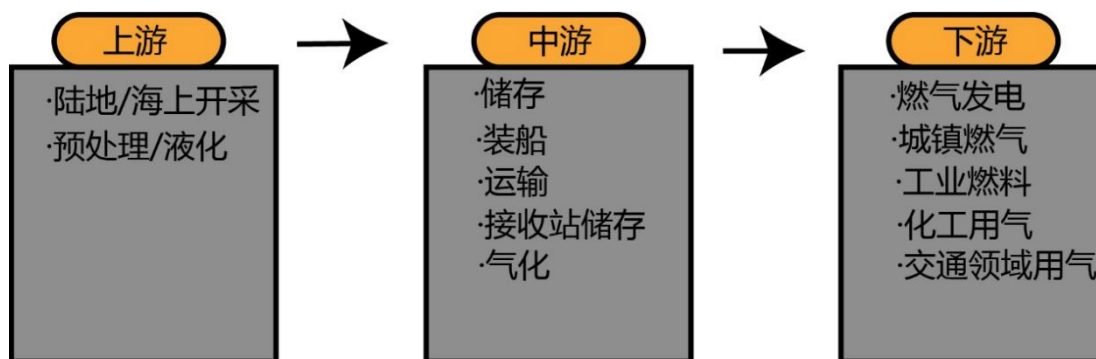 上游
·陆地/海上开采
·预处理/液化
中游
·储存
·装船
·运输
·接收站储存
·气化
下游
·燃气发电
·城镇燃气
·工业燃料
·化工用气
·交通领域用气